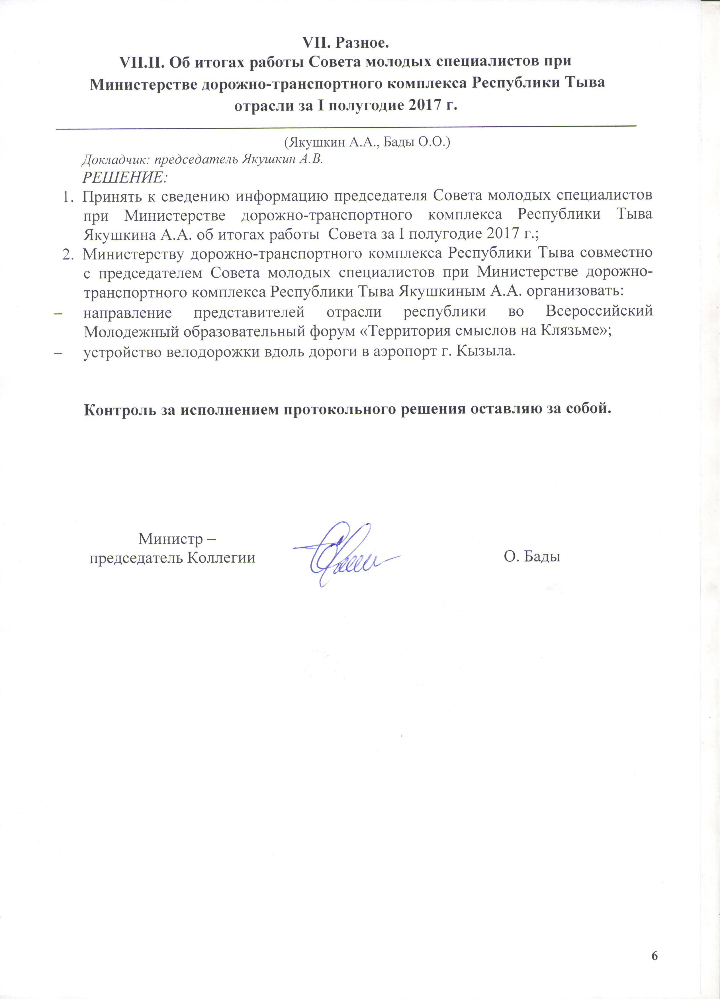 VII. Разное.
VII.II. Об итогах работы Совета молодых специалистов при
Министерстве дорожно-транспортного комплекса Республики Тыва
отрасли за I полугодие 2017 г.
(Якушкин А.А., Бады О.О.)
Докладчик: председатель Якушкин А.В.
РЕШЕНИЕ:
1. Принять к сведению информацию председателя Совета молодых специалистов
при Министерстве дорожно-транспортного комплекса Республики Тыва
Якушкина А.А. об итогах работы Совета за I полугодие 2017 г.;
2. Министерству дорожно-транспортного комплекса Республики Тыва совместно
с председателем Совета молодых специалистов при Министерстве дорожно-
транспортного комплекса Республики Тыва Якушкиным А.А. организовать:
– направление представителей отрасли республики во Всероссийский
Молодежный образовательный форум «Территория смыслов на Клязьме»;
– устройство велодорожки вдоль дороги в аэропорт г. Кызыла.
Контроль за исполнением протокольного решения оставляю за собой.
Министр –
председатель Коллегии О. Бады
6